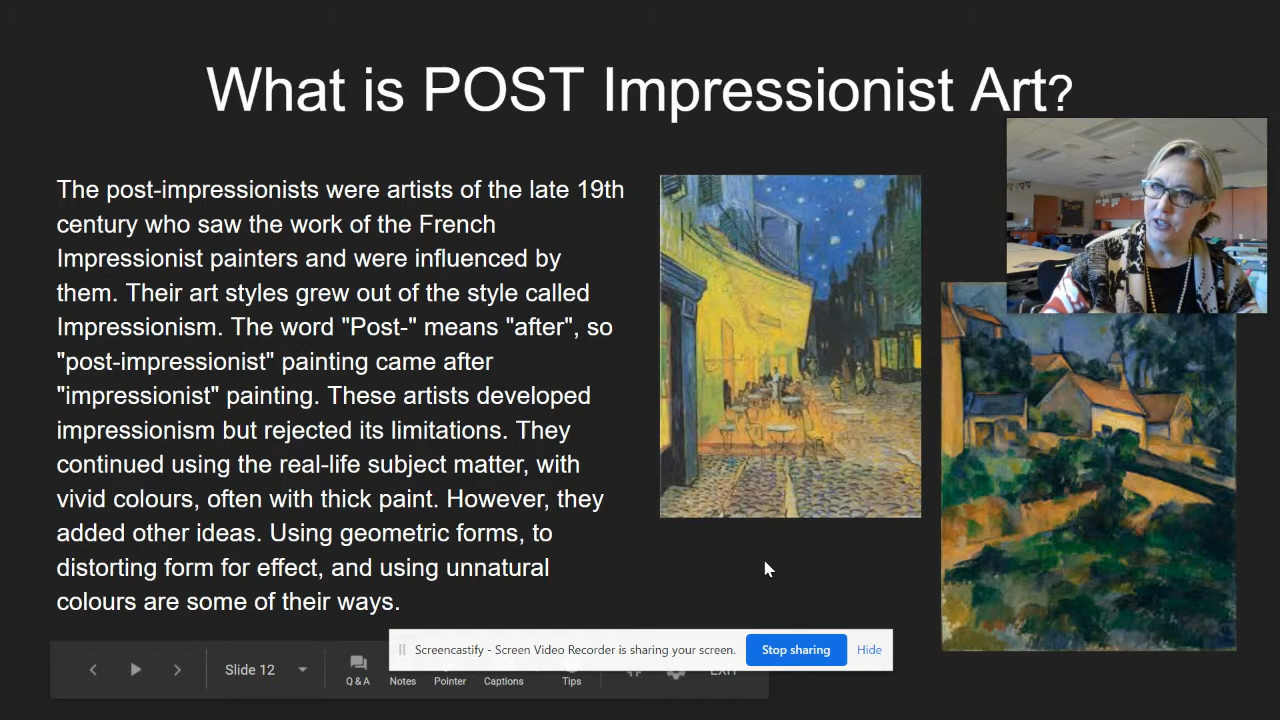 What is POST Impressionist Art?
The post-impressionists were artists of the late 19th
century who saw the work of the French
Impressionist painters and were influenced by
them. Their art styles grew out of the style called
Impressionism. The word "Post-" means "after", so
"post-impressionist" painting came after
"impressionist" painting. These artists developed
impressionism but rejected its limitations. They
continued using the real-life subject matter, with
vivid colours, often with thick paint. However, they
added other ideas. Using geometric forms, to
distorting form for effect, and using unnatural
colours are some of their ways.
Screencastify - Screen Video Recorder is sharing your screen.
Stop sharing
Hide
Slide 12
Q & A
Notes
Pointer
Captions
Tips
EXIT